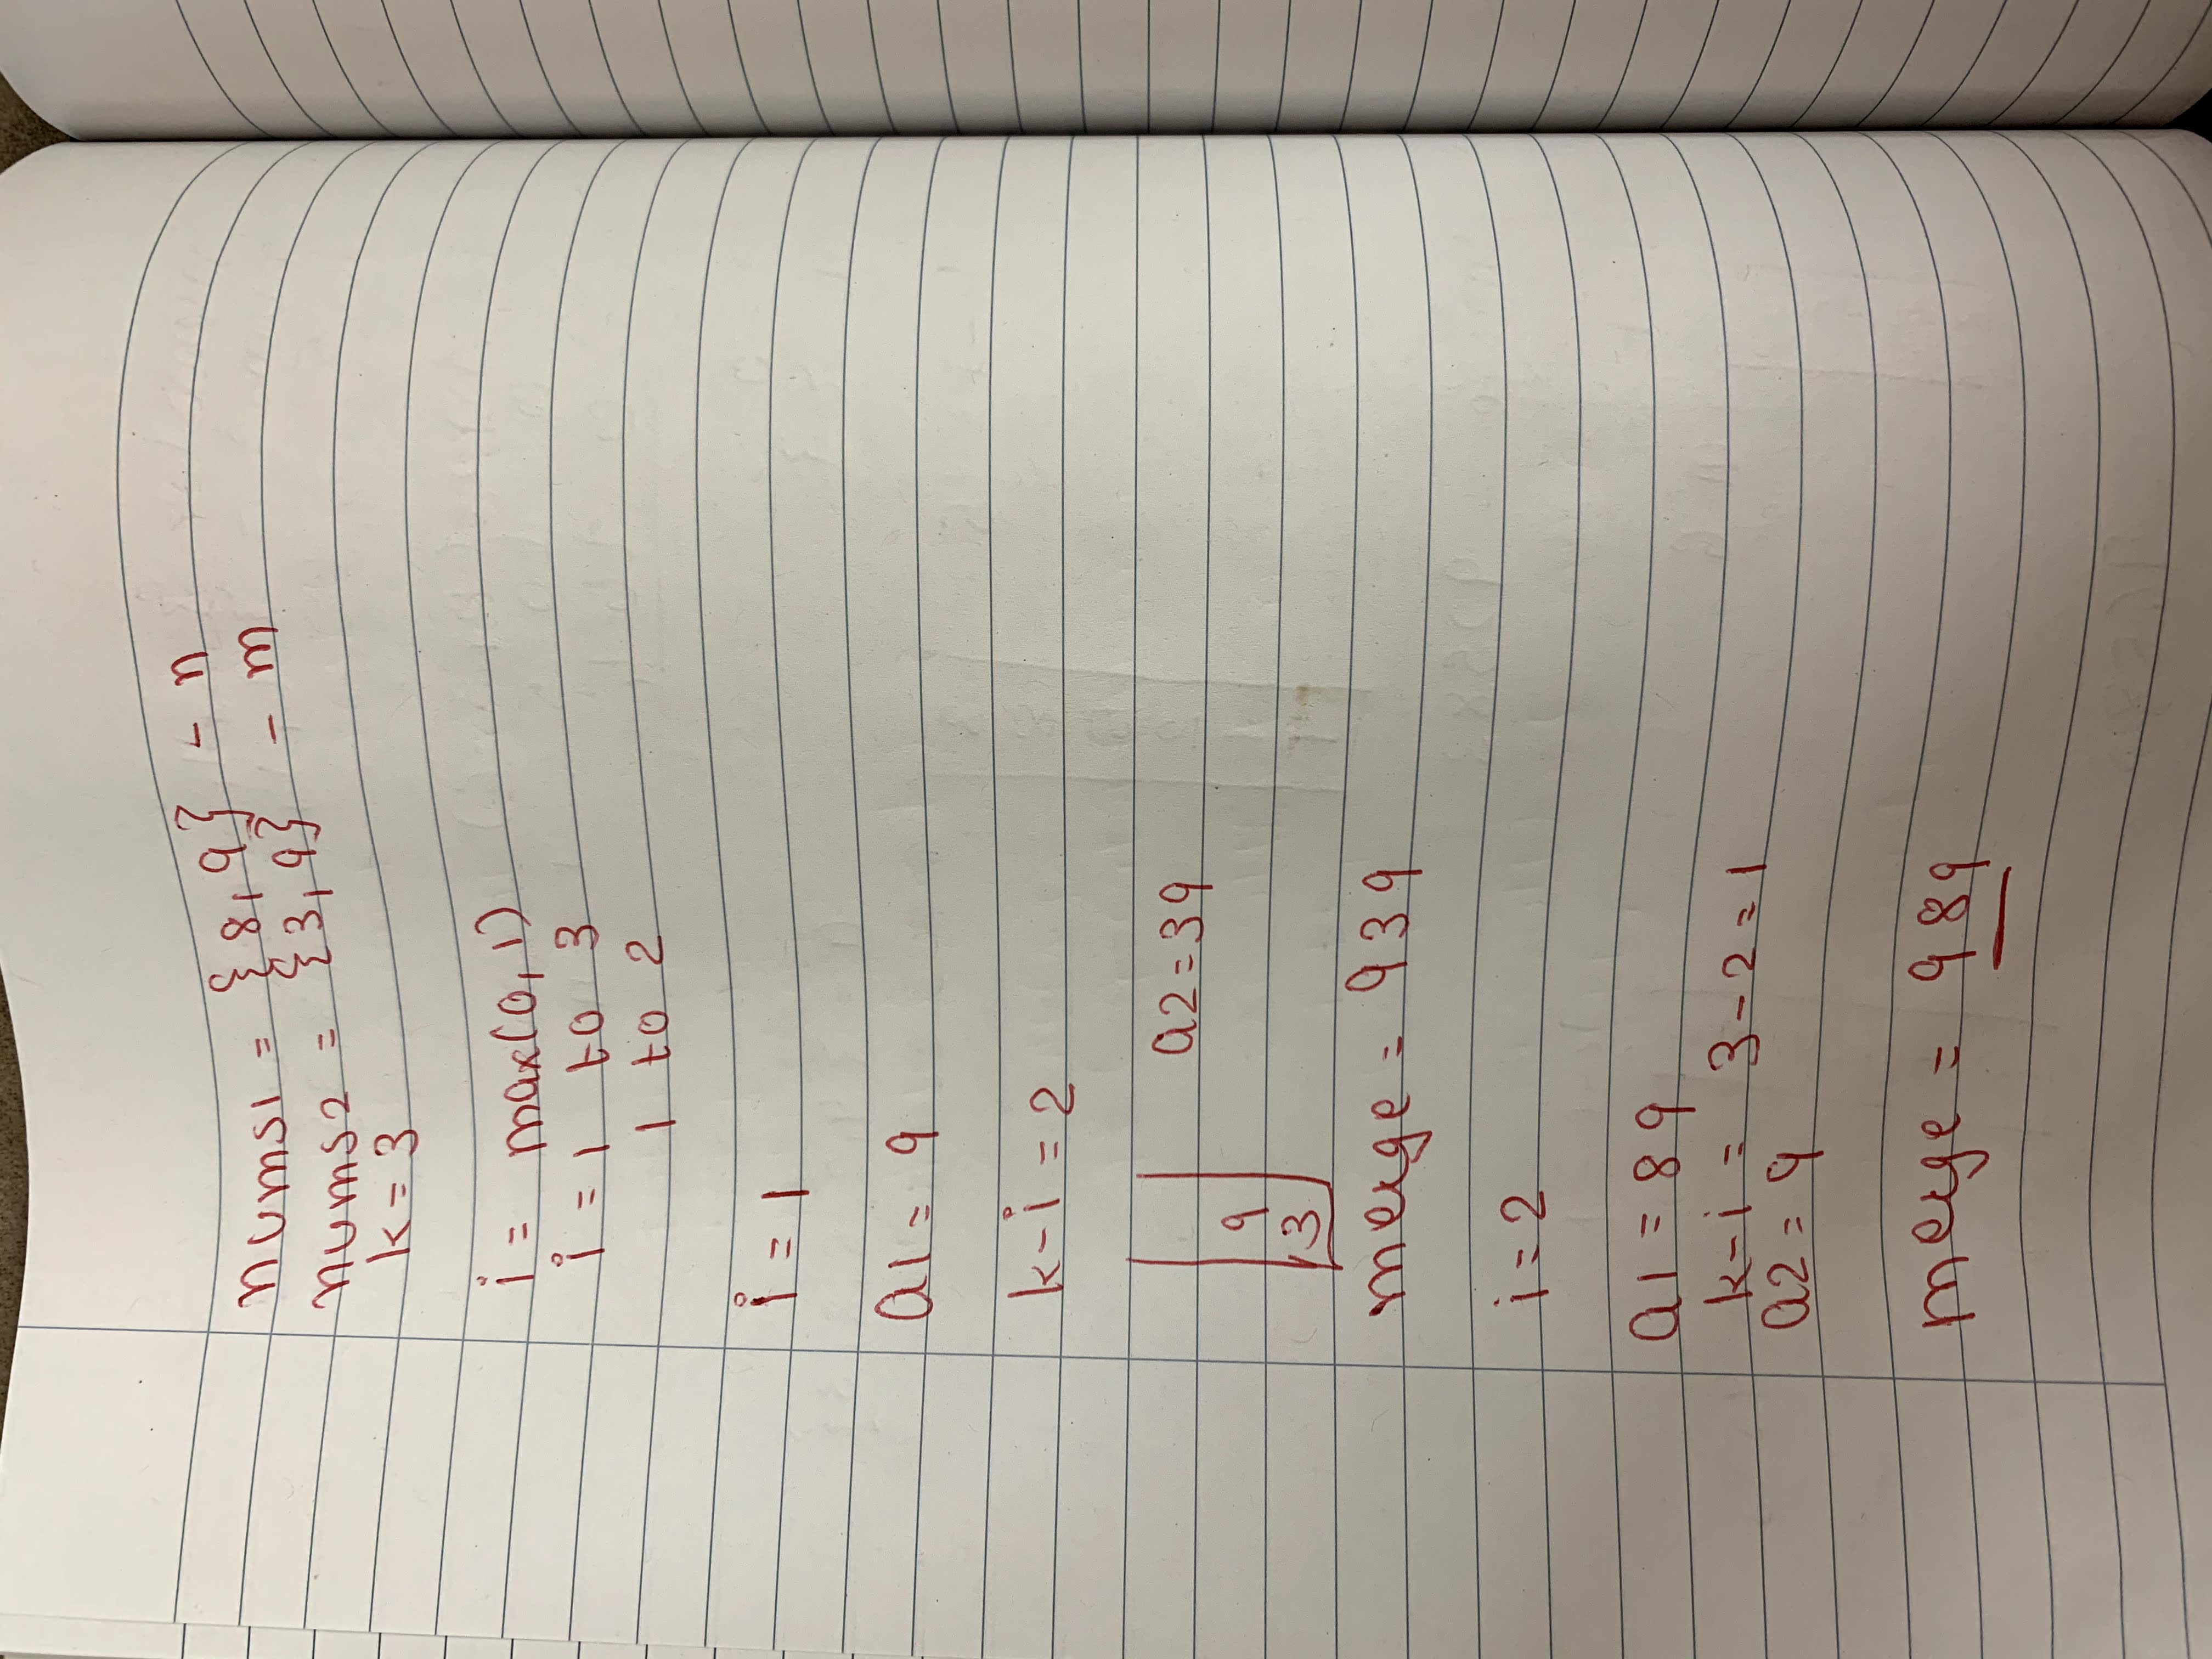 nums1 = {8, 9} - n
nums2 = {3, 9} - m
k = 3
i = max(0, 1)
i = 1 to 3
1 to 2
i = 1
a1 = 9
k-i = 2
a2 = 39
9
3
merge = 939
i = 2
a1 = 89
k-i = 3-2 = 1
a2 = 9
merge = 989